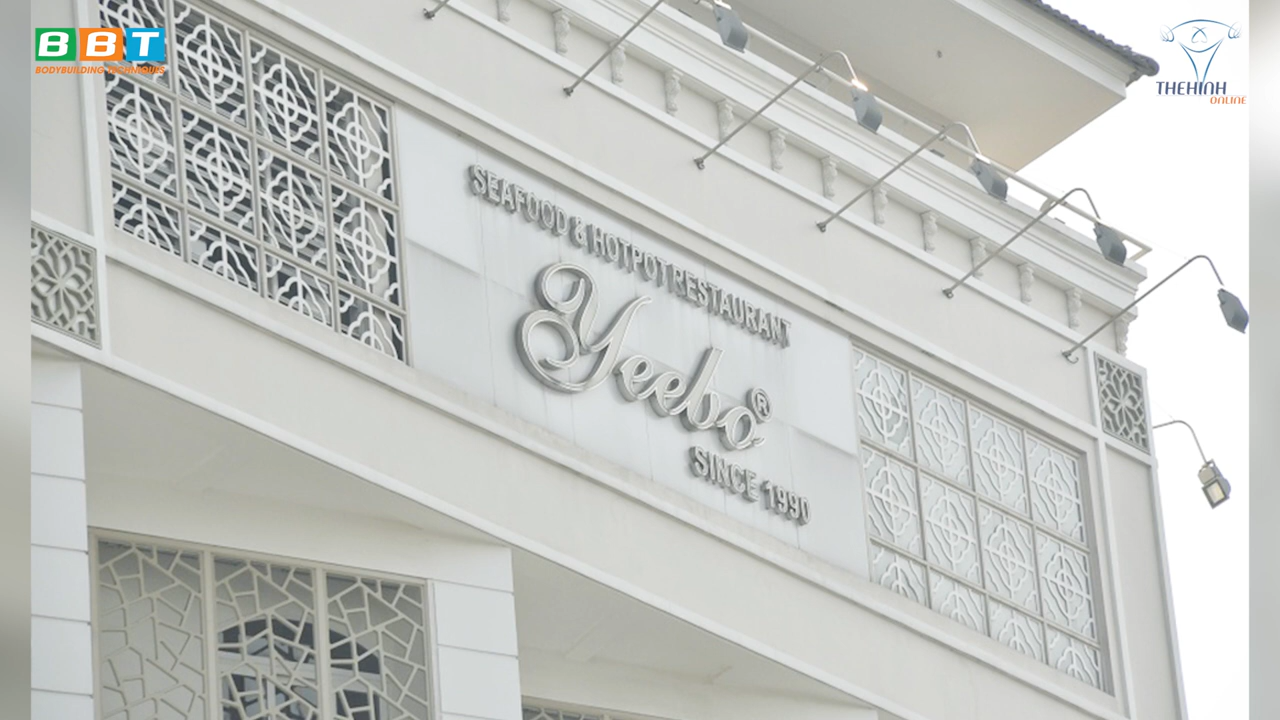 BBT
BODYBUILDING TECHNIQUES
THEHINH
ONLINE
SEAFOOD & HOTPOT RESTAURANT
Yeebo®
SINCE 1990